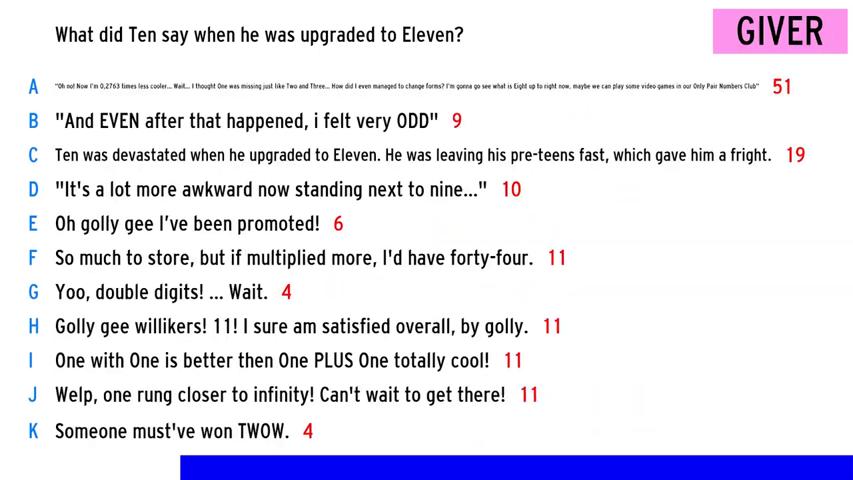 What did Ten say when he was upgraded to Eleven?
GIVER
A "Oh no! Now I'm 0,2763 times less cooler... Wait... I thought One was missing just like Two and Three... How did I even managed to change forms? I'm gonna go see what is Eight up to right now, maybe we can play some video games in our Only Pair Numbers Club" 51
B "And EVEN after that happened, i felt very ODD" 9
C Ten was devastated when he upgraded to Eleven. He was leaving his pre-teens fast, which gave him a fright. 19
D "It's a lot more awkward now standing next to nine..." 10
E Oh golly gee I've been promoted! 6
F So much to store, but if multiplied more, I'd have forty-four. 11
G Yoo, double digits! ... Wait. 4
H Golly gee willikers! 11! I sure am satisfied overall, by golly. 11
I One with One is better then One PLUS One totally cool! 11
J Welp, one rung closer to infinity! Can't wait to get there! 11
K Someone must've won TWOW. 4